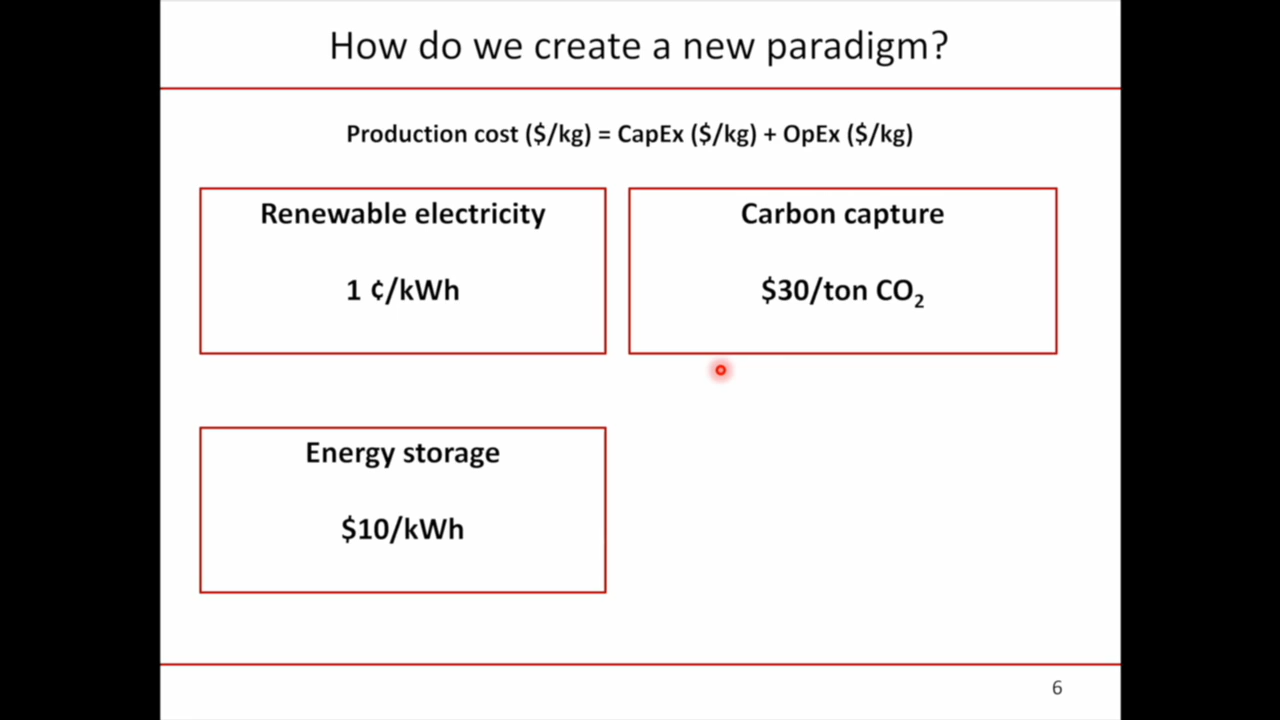 How do we create a new paradigm?
Production cost ($/kg) = CapEx ($/kg) + OpEx ($/kg)
Renewable electricity
1 ¢/kWh
Carbon capture
$30/ton CO₂
Energy storage
$10/kWh
6